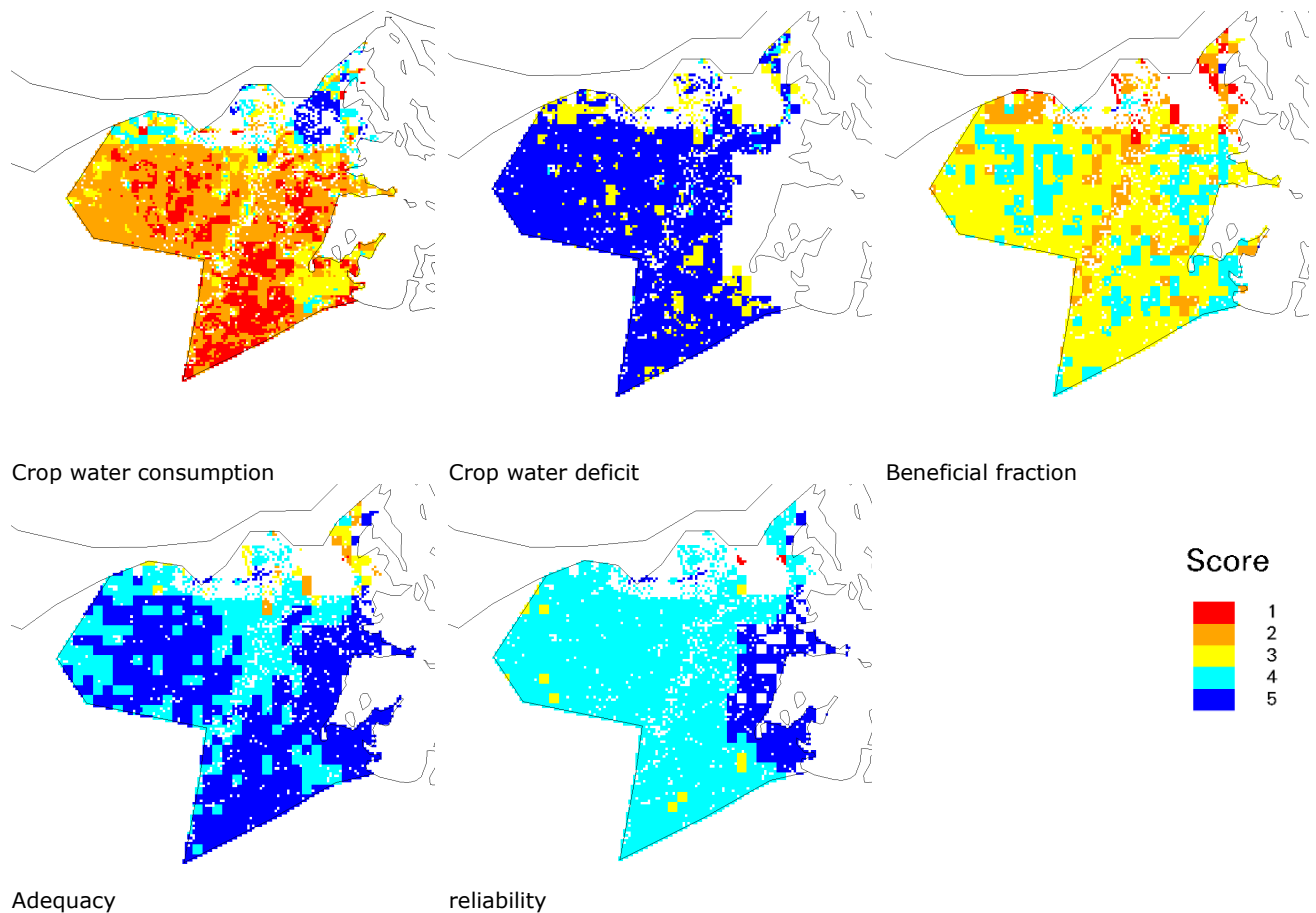 Crop water consumption
Crop water deficit
Beneficial fraction
Score
1
2
3
4
5
Adequacy
reliability